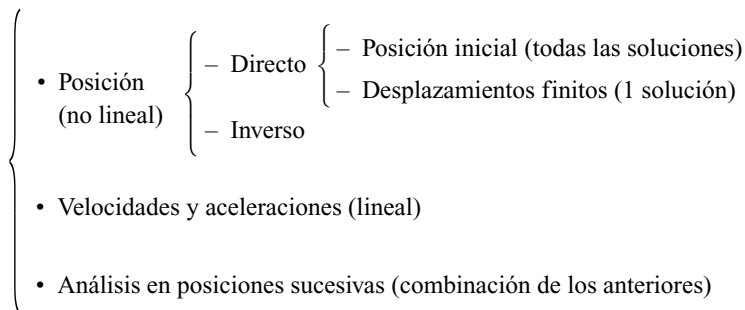 • Posición
(no lineal)
– Directo
– Posición inicial (todas las soluciones)
– Desplazamientos finitos (1 solución)
– Inverso
• Velocidades y aceleraciones (lineal)
• Análisis en posiciones sucesivas (combinación de los anteriores)